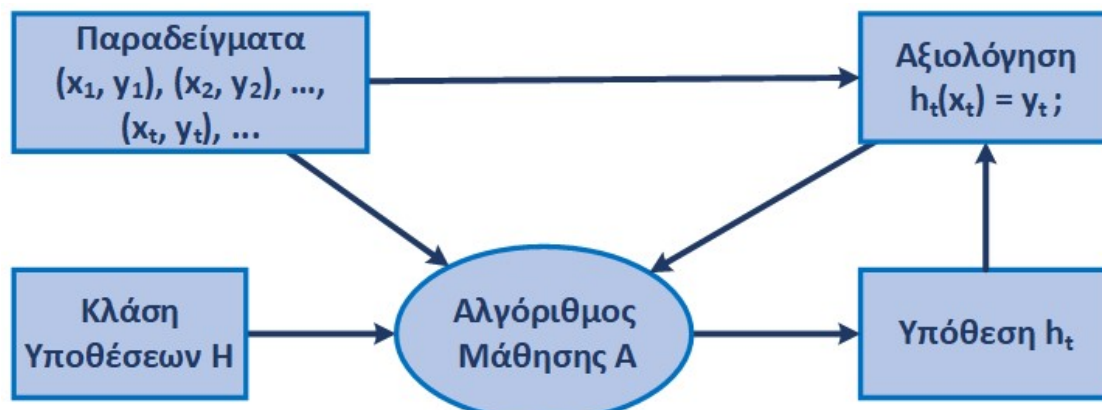 Παραδείγματα
(x₁, y₁), (x₂, y₂), ...,
(xₜ, yₜ), ...
Αξιολόγηση
hₜ(xₜ) = yₜ ;
Κλάση
Υποθέσεων Η
Αλγόριθμος
Μάθησης Α
Υπόθεση hₜ